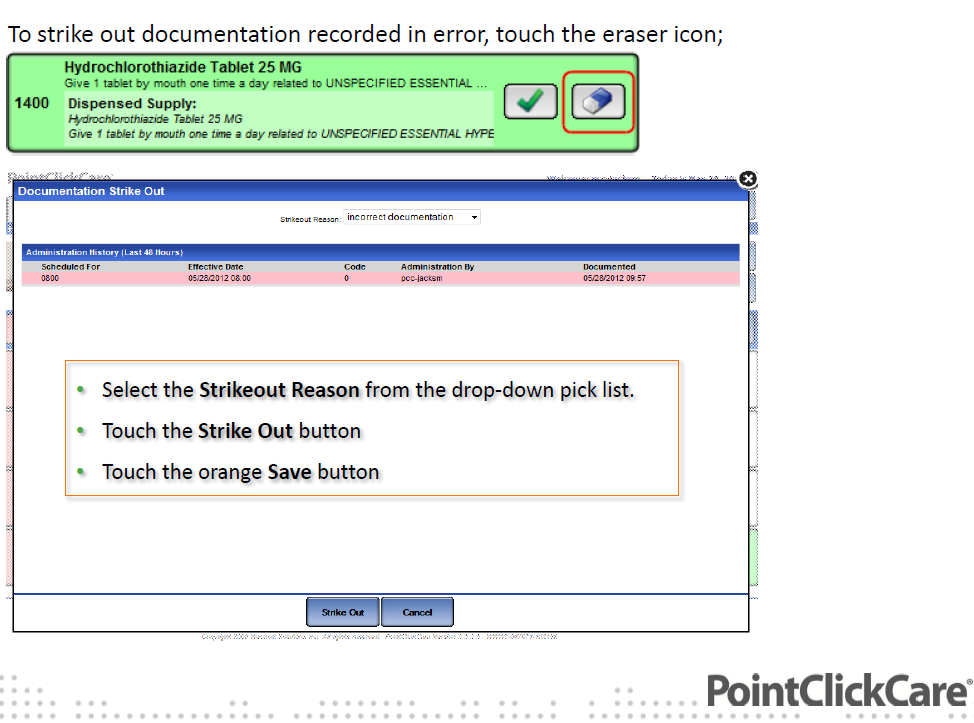 To strike out documentation recorded in error, touch the eraser icon;
Hydrochlorothiazide Tablet 25 MG
Give 1 tablet by mouth one time a day related to UNSPECIFIED ESSENTIAL ...
1400
Dispensed Supply:
Hydrochlorothiazide Tablet 25 MG
Give 1 tablet by mouth one time a day related to UNSPECIFIED ESSENTIAL HYPE
PointClickCare
Documentation Strike Out
Strikeout Reason: incorrect documentation
Administration History (Last 48 Hours)
Scheduled For Effective Date Code Administration By Documented
0800 05/28/2012 08:00 0 pcc-jacksm 05/28/2012 09:57
• Select the Strikeout Reason from the drop-down pick list.
• Touch the Strike Out button
• Touch the orange Save button
Strike Out Cancel
PointClickCare®